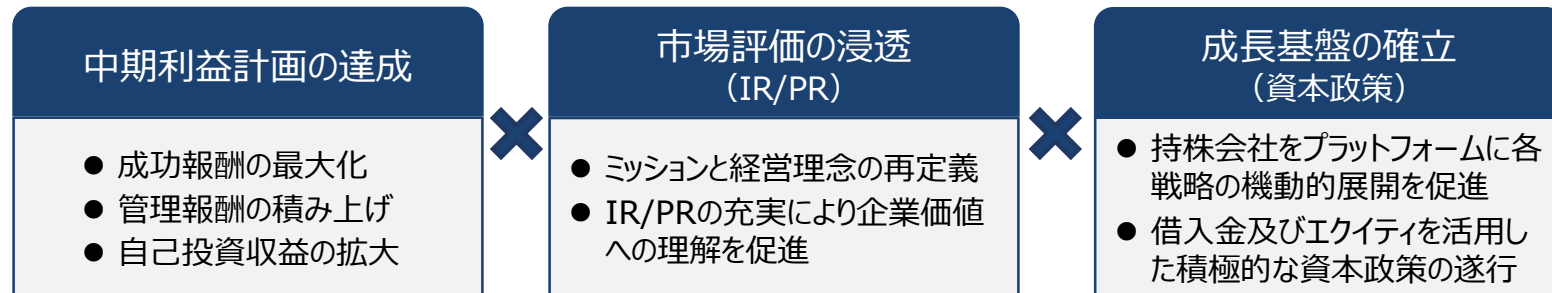 中期利益計画の達成
● 成功報酬の最大化
● 管理報酬の積み上げ
● 自己投資収益の拡大
市場評価の浸透
（IR/PR）
● ミッションと経営理念の再定義
● IR/PRの充実により企業価値
への理解を促進
成長基盤の確立
（資本政策）
● 持株会社をプラットフォームに各
戦略の機動的展開を促進
● 借入金及びエクイティを活用し
た積極的な資本政策の遂行